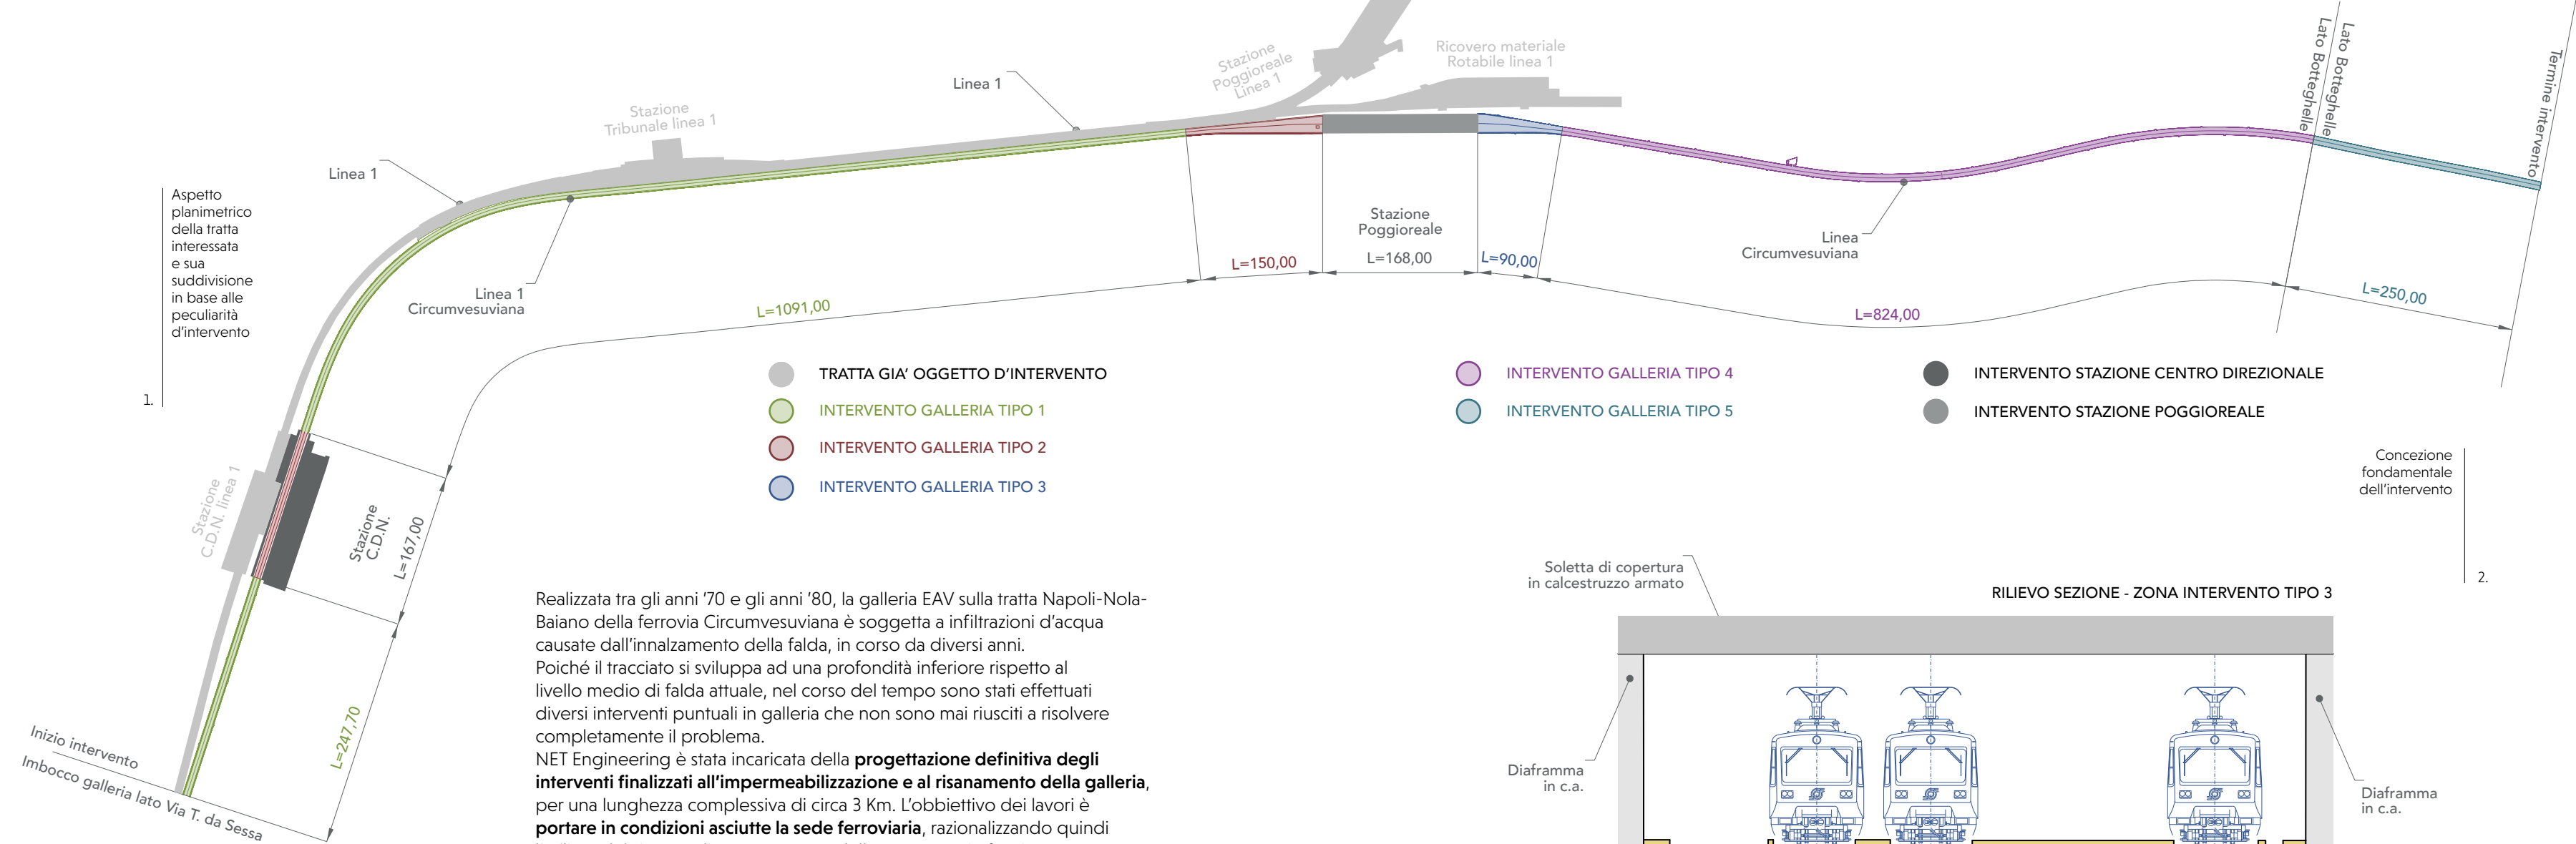 Linea 1
Stazione
Poggioreale
Linea 1
Ricovero materiale
Rotabile linea 1
Lato Botteghelle
Lato Botteghelle
Termine intervento
Stazione
Tribunale linea 1
Linea 1
Aspetto
planimetrico
della tratta
interessata
e sua
suddivisione
in base alle
peculiarità
d'intervento
1.
Linea 1
Circumvesuviana
Stazione
Poggioreale
Linea
Circumvesuviana
L=1091,00
L=150,00
L=168,00
L=90,00
L=824,00
L=250,00
TRATTA GIA' OGGETTO D'INTERVENTO
INTERVENTO GALLERIA TIPO 1
INTERVENTO GALLERIA TIPO 2
INTERVENTO GALLERIA TIPO 3
INTERVENTO GALLERIA TIPO 4
INTERVENTO GALLERIA TIPO 5
INTERVENTO STAZIONE CENTRO DIREZIONALE
INTERVENTO STAZIONE POGGIOREALE
Stazione
C.D.N. linea 1
Stazione
C.D.N.
L=167,00
L=247,70
Inizio intervento
Imbocco galleria lato Via T. da Sessa
Realizzata tra gli anni '70 e gli anni '80, la galleria EAV sulla tratta Napoli-Nola-
Baiano della ferrovia Circumvesuviana è soggetta a infiltrazioni d'acqua
causate dall'innalzamento della falda, in corso da diversi anni.
Poiché il tracciato si sviluppa ad una profondità inferiore rispetto al
livello medio di falda attuale, nel corso del tempo sono stati effettuati
diversi interventi puntuali in galleria che non sono mai riusciti a risolvere
completamente il problema.
NET Engineering è stata incaricata della progettazione definitiva degli
interventi finalizzati all'impermeabilizzazione e al risanamento della galleria,
per una lunghezza complessiva di circa 3 Km. L'obbiettivo dei lavori è
portare in condizioni asciutte la sede ferroviaria, razionalizzando quindi
Concezione
fondamentale
dell'intervento
2.
Soletta di copertura
in calcestruzzo armato
RILIEVO SEZIONE - ZONA INTERVENTO TIPO 3
Diaframma
in c.a.
Diaframma
in c.a.